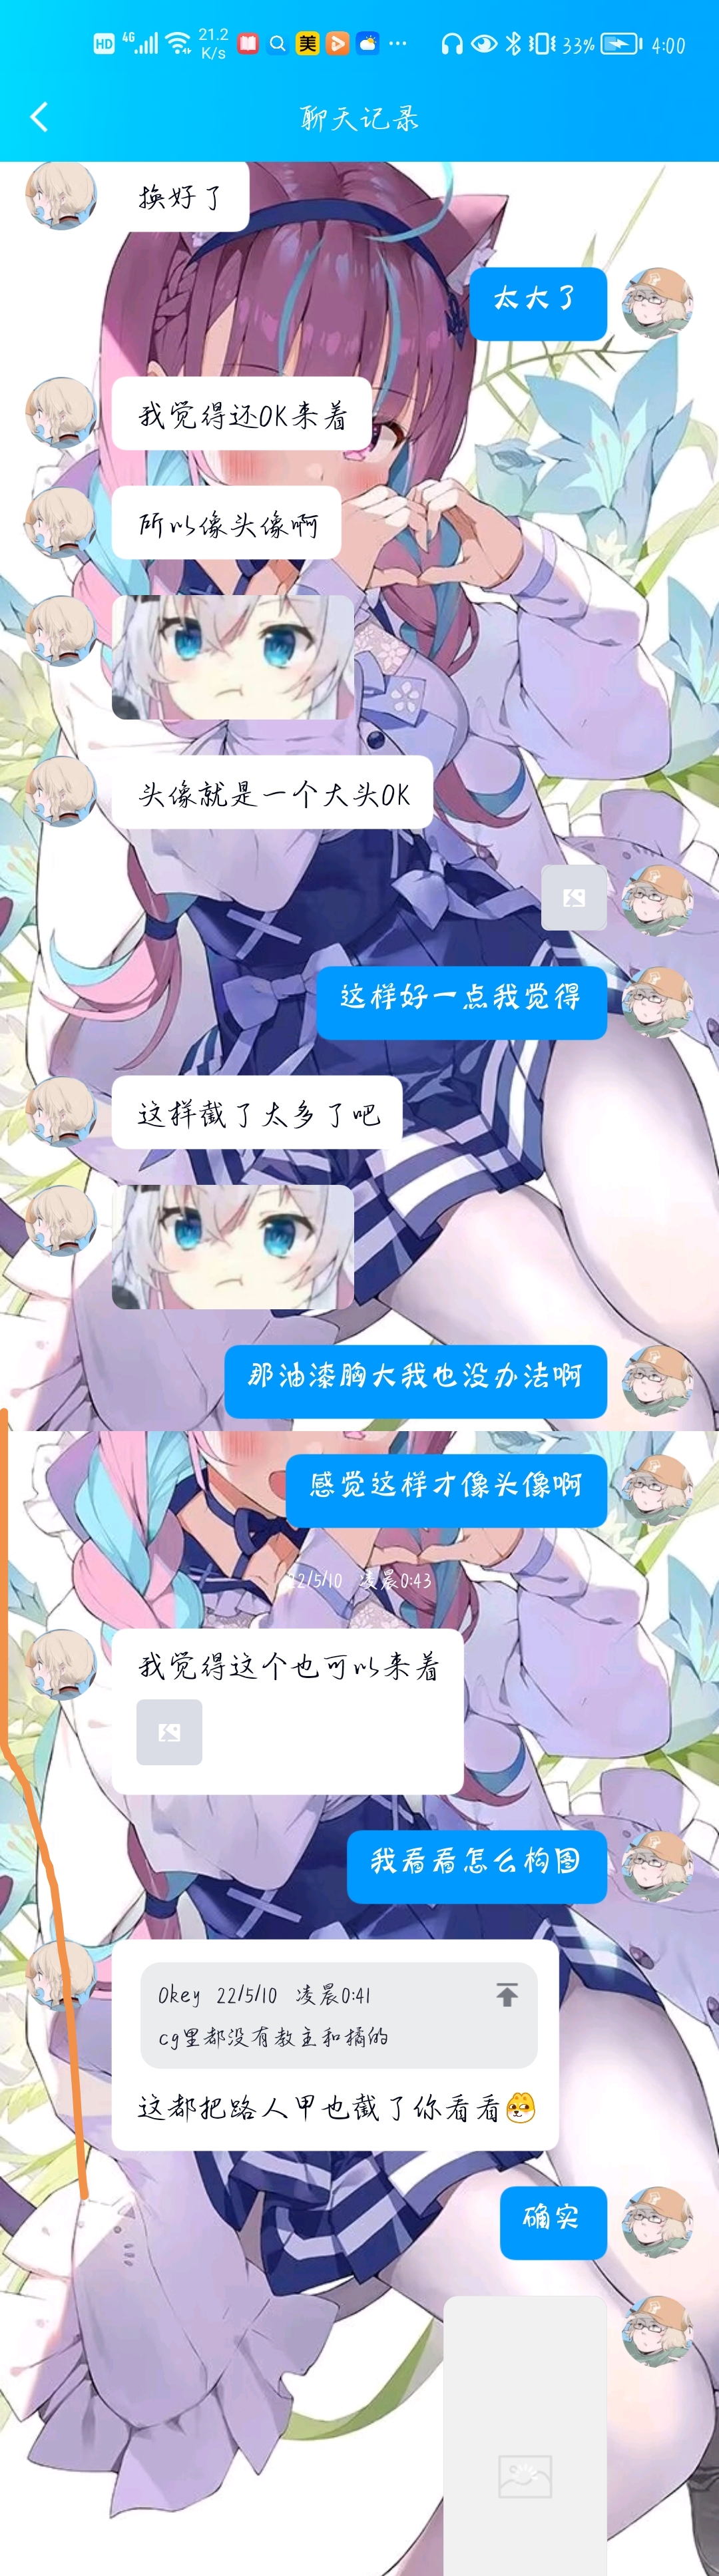 HD 4G 21.2 K/s 美 33% 4:00
聊天记录
换好了
太大了
我觉得还OK来着
所以像头像啊
头像就是一个大头OK
这样好一点我觉得
这样截了太多了吧
那油漆胸大我也没办法啊
感觉这样才像头像啊
22/5/10 凌晨0:43
我觉得这个也可以来着
我看看怎么构图
Okey 22/5/10 凌晨0:41
cg里都没有教主和橘的
这都把路人甲也截了你看看
确实